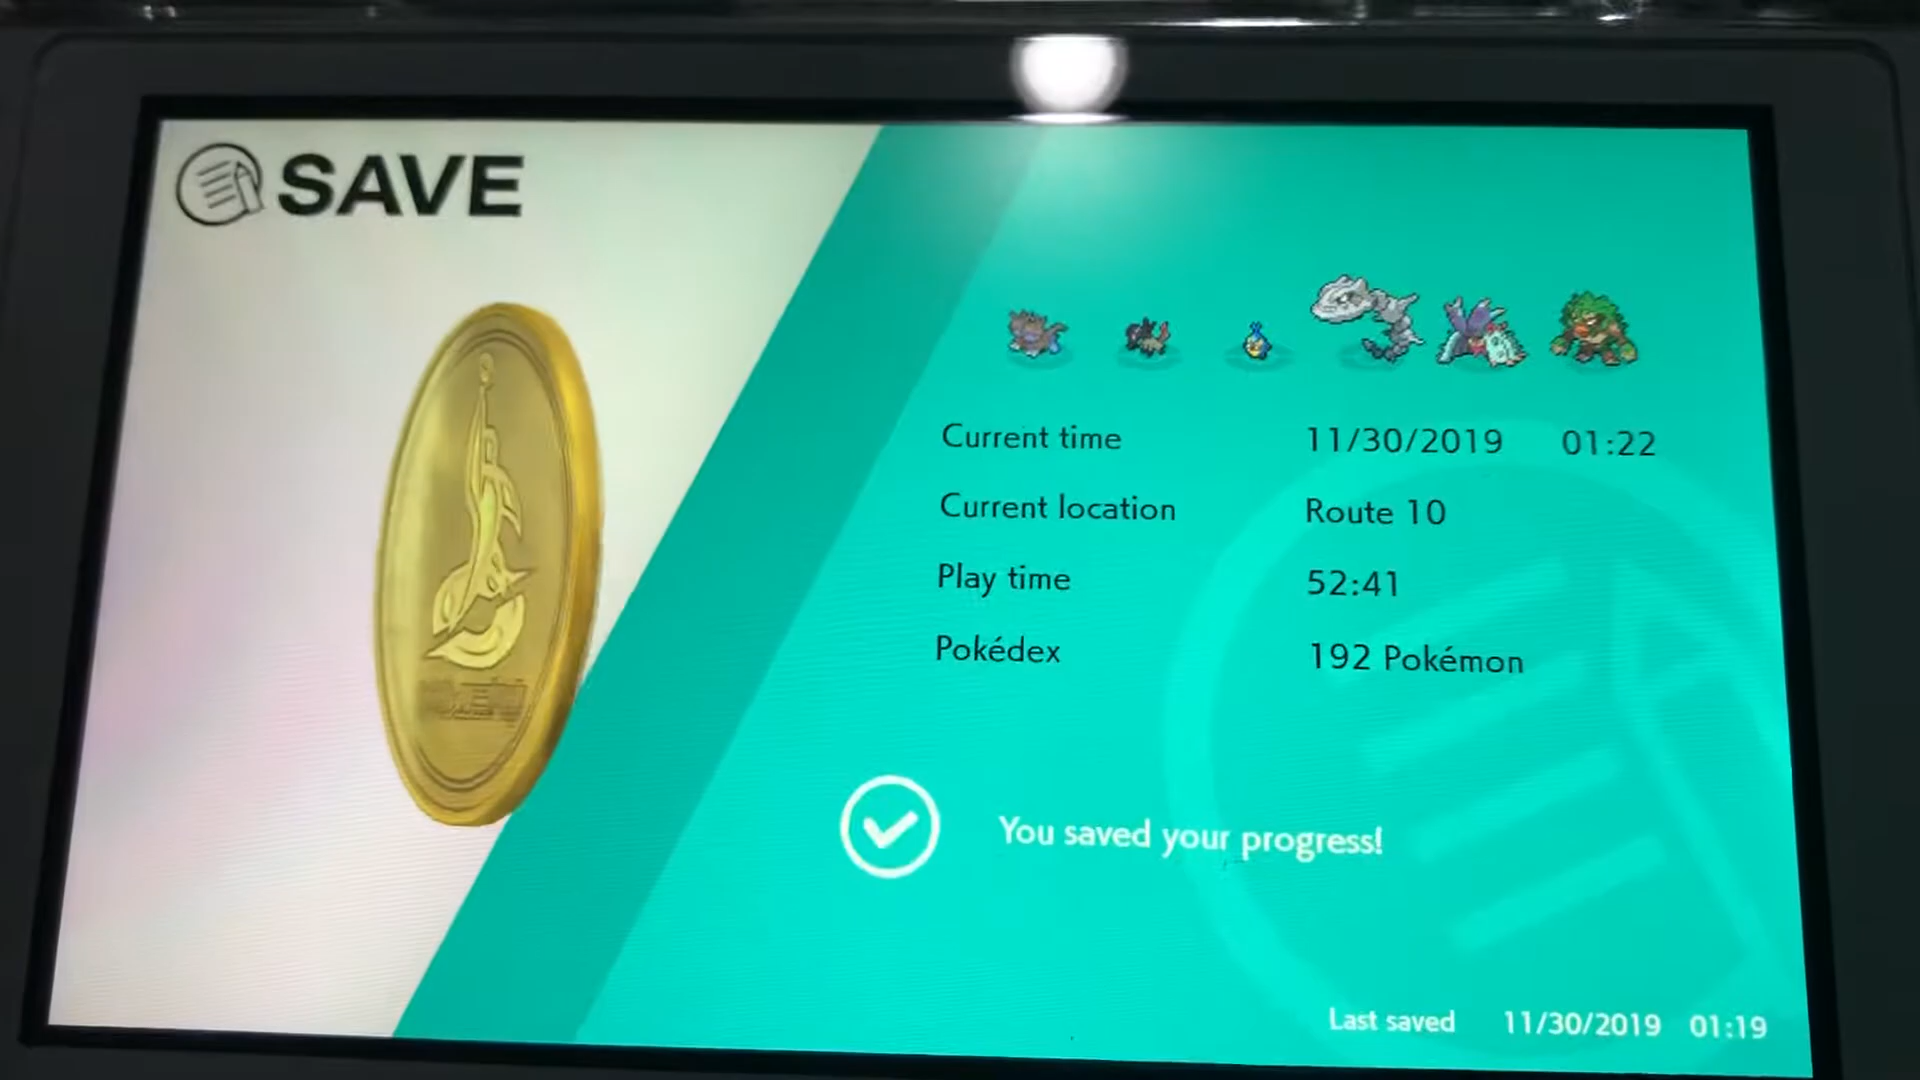 SAVE
Current time 11/30/2019 01:22
Current location Route 10
Play time 52:41
Pokédex 192 Pokémon
You saved your progress!
Last saved 11/30/2019 01:19